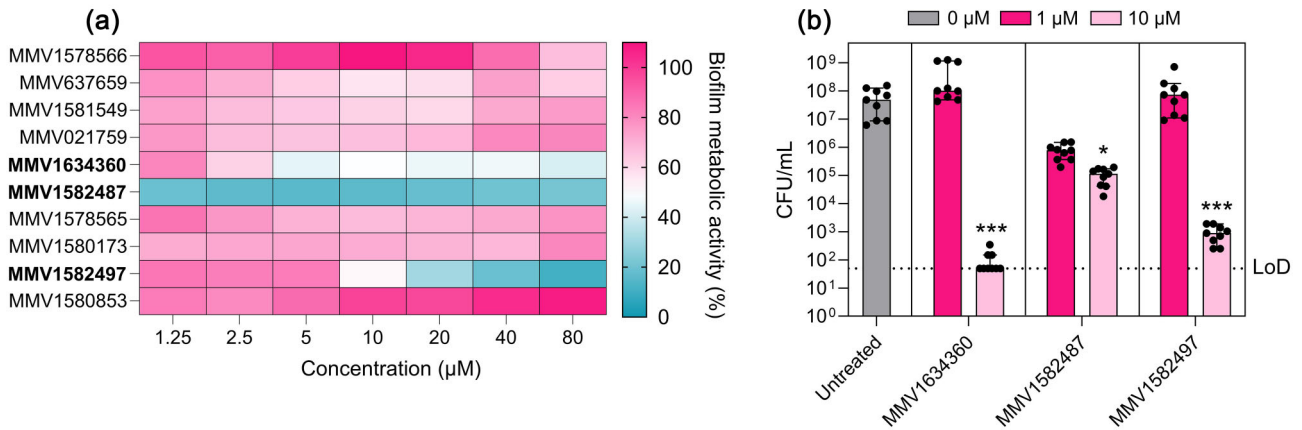 (a)
MMV1578566
MMV637659
MMV1581549
MMV021759
MMV1634360
MMV1582487
MMV1578565
MMV1580173
MMV1582497
MMV1580853
1.25 2.5 5 10 20 40 80
Concentration (µM)
100
80
60
40
20
0
Biofilm metabolic activity (%)
(b)
0 µM 1 µM 10 µM
CFU/mL
10⁹
10⁸
10⁷
10⁶
10⁵
10⁴
10³
10²
10¹
10⁰
***
*
***
LoD
Untreated
MMV1634360
MMV1582487
MMV1582497